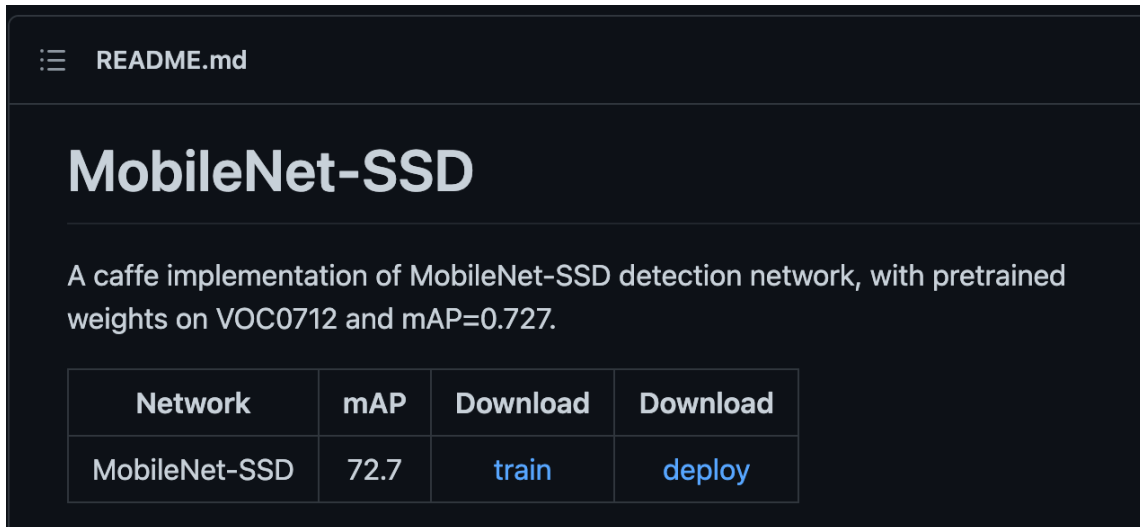 README.md
MobileNet-SSD
A caffe implementation of MobileNet-SSD detection network, with pretrained
weights on VOC0712 and mAP=0.727.
Network mAP Download Download
MobileNet-SSD 72.7 train deploy